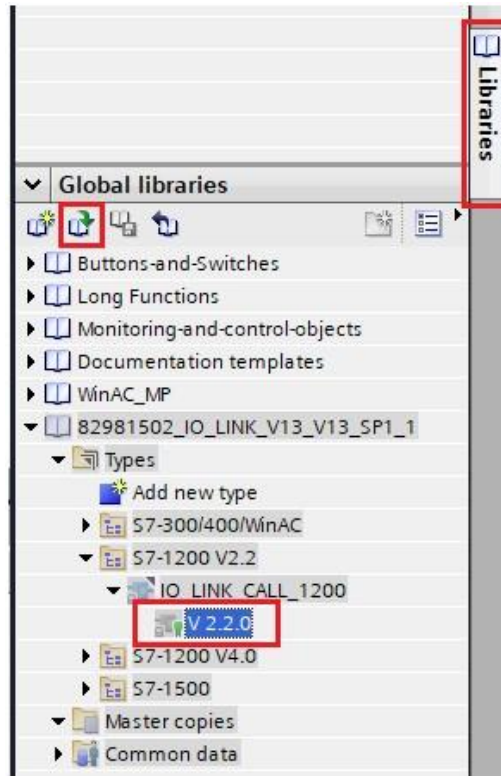 Libraries
Global libraries
Buttons-and-Switches
Long Functions
Monitoring-and-control-objects
Documentation templates
WinAC_MP
82981502_IO_LINK_V13_V13_SP1_1
Types
Add new type
S7-300/400/WinAC
S7-1200 V2.2
IO_LINK_CALL_1200
V 2.2.0
S7-1200 V4.0
S7-1500
Master copies
Common data